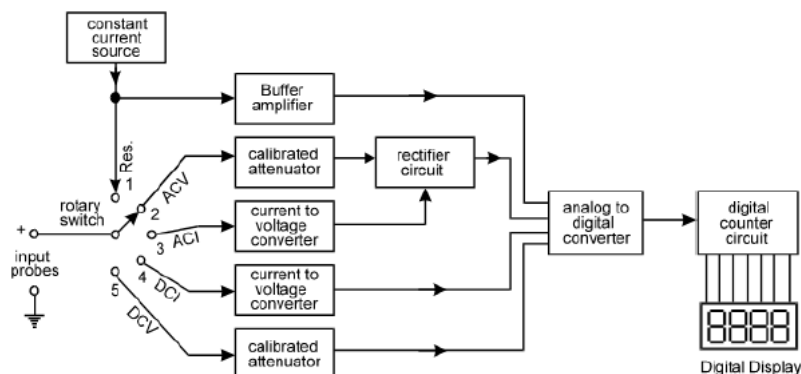 constant
current
source
Buffer
amplifier
Res.
1
calibrated
attenuator
rectifier
circuit
ACV
rotary
switch
2
+
input
probes
3
ACI
current to
voltage
converter
analog to
digital
converter
digital
counter
circuit
4
DCI
current to
voltage
converter
5
DCV
calibrated
attenuator
8888
Digital Display